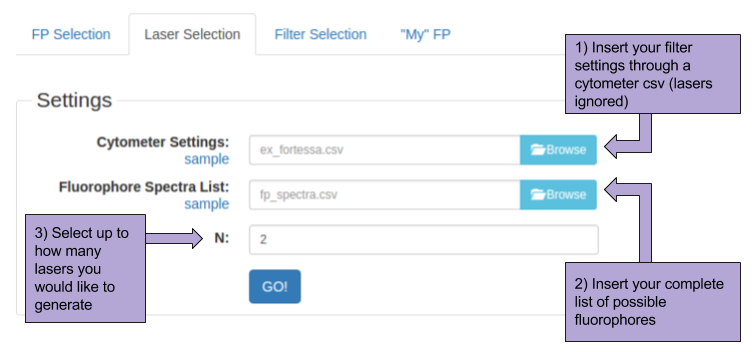 FP Selection
Laser Selection
Filter Selection
"My" FP
1) Insert your filter
settings through a
cytometer csv (lasers
ignored)
Settings
Cytometer Settings:
sample
ex_fortessa.csv
Browse
Fluorophore Spectra List:
sample
fp_spectra.csv
Browse
3) Select up to
how many
lasers you
would like to
generate
N:
2
GO!
2) Insert your complete
list of possible
fluorophores